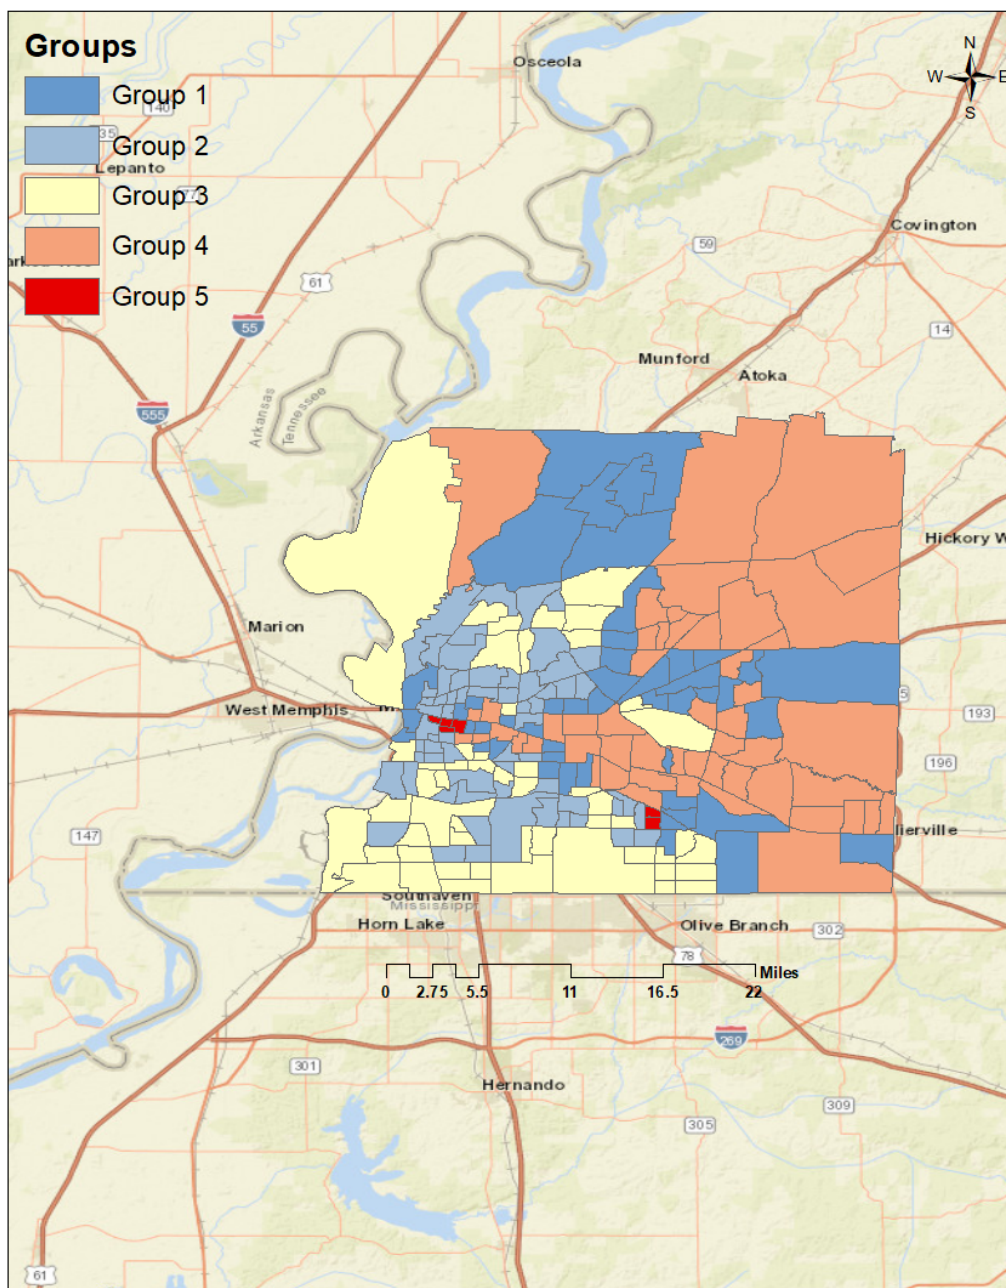 Groups
Group 1
Group 2
Group 3
Group 4
Group 5
N
W
S
Osceola
140
Lepanto
Covington
59
61
55
14
Munford
Atoka
555
Arkansas
Tennessee
Hickory W
Marion
West Memphis
193
196
147
llierville
Southaven
Mississippi
Horn Lake
Olive Branch
302
78
Miles
0 2.75 5.5 11 16.5 22
269
301
Hernando
309
305
61